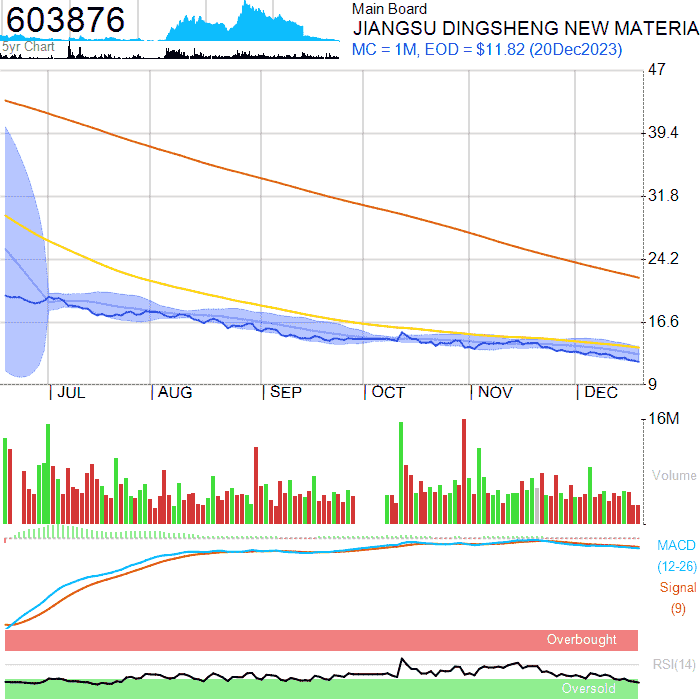 603876
5yr Chart
Main Board
JIANGSU DINGSHENG NEW MATERIA
MC = 1M, EOD = $11.82 (20Dec2023)
47
39.4
31.8
24.2
16.6
9
JUL
AUG
SEP
OCT
NOV
DEC
16M
Volume
MACD
(12-26)
Signal
(9)
Overbought
RSI(14)
Oversold